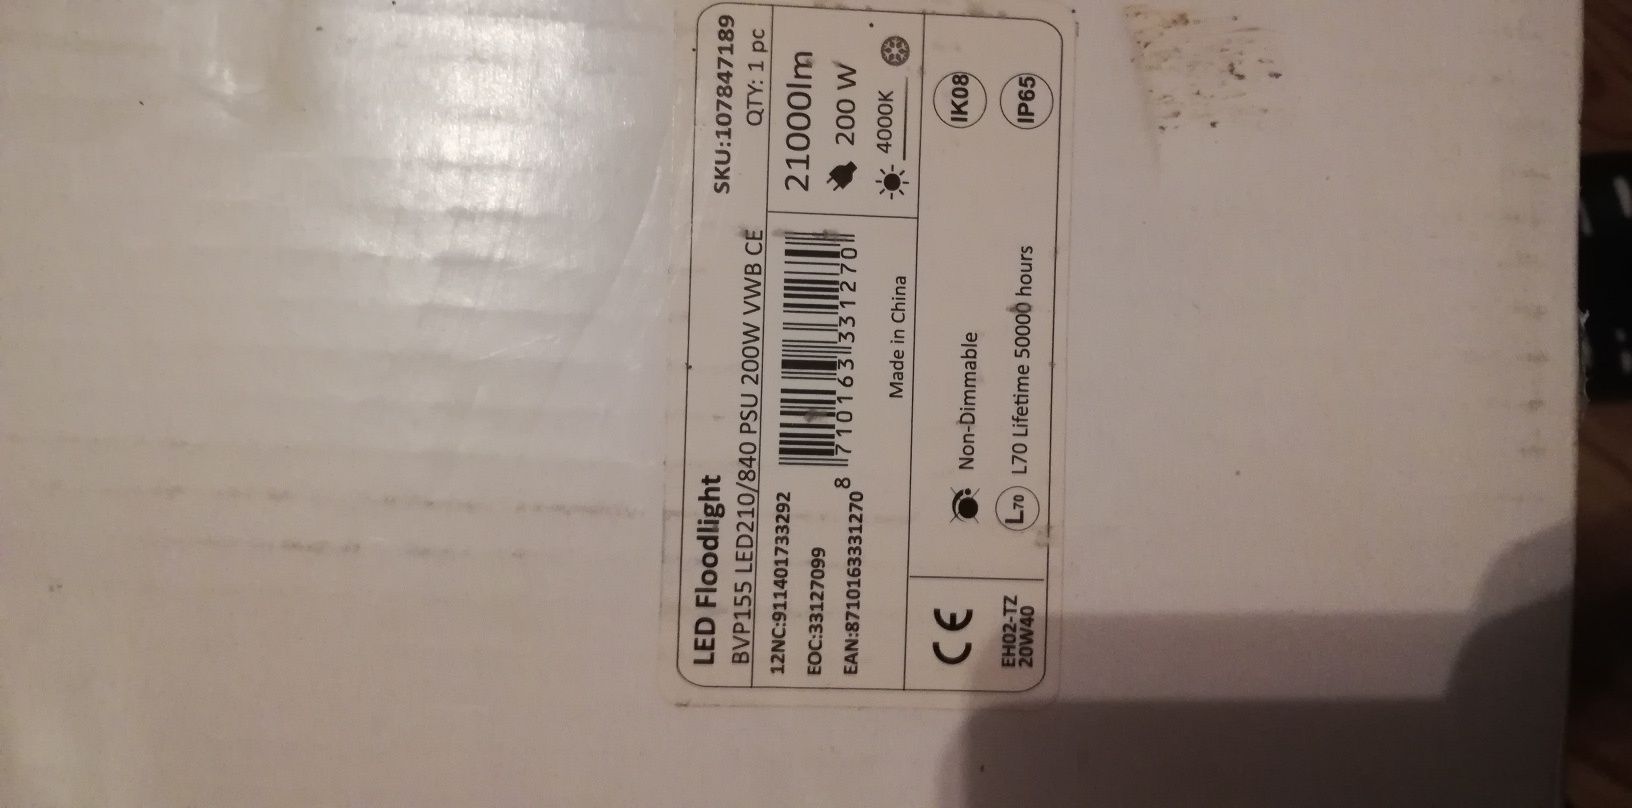 LED Floodlight
SKU:107847189
BVP155 LED210/840 PSU 200W VWB CE
QTY: 1 pc
12NC:911401733292
EOC:33127099
EAN:8710163331270
8 710163 331270
Made in China
21000lm
200 W
4000K
CE
EH02-TZ
20W40
Non-Dimmable
L70 L70 Lifetime 50000 hours
IK08
IP65